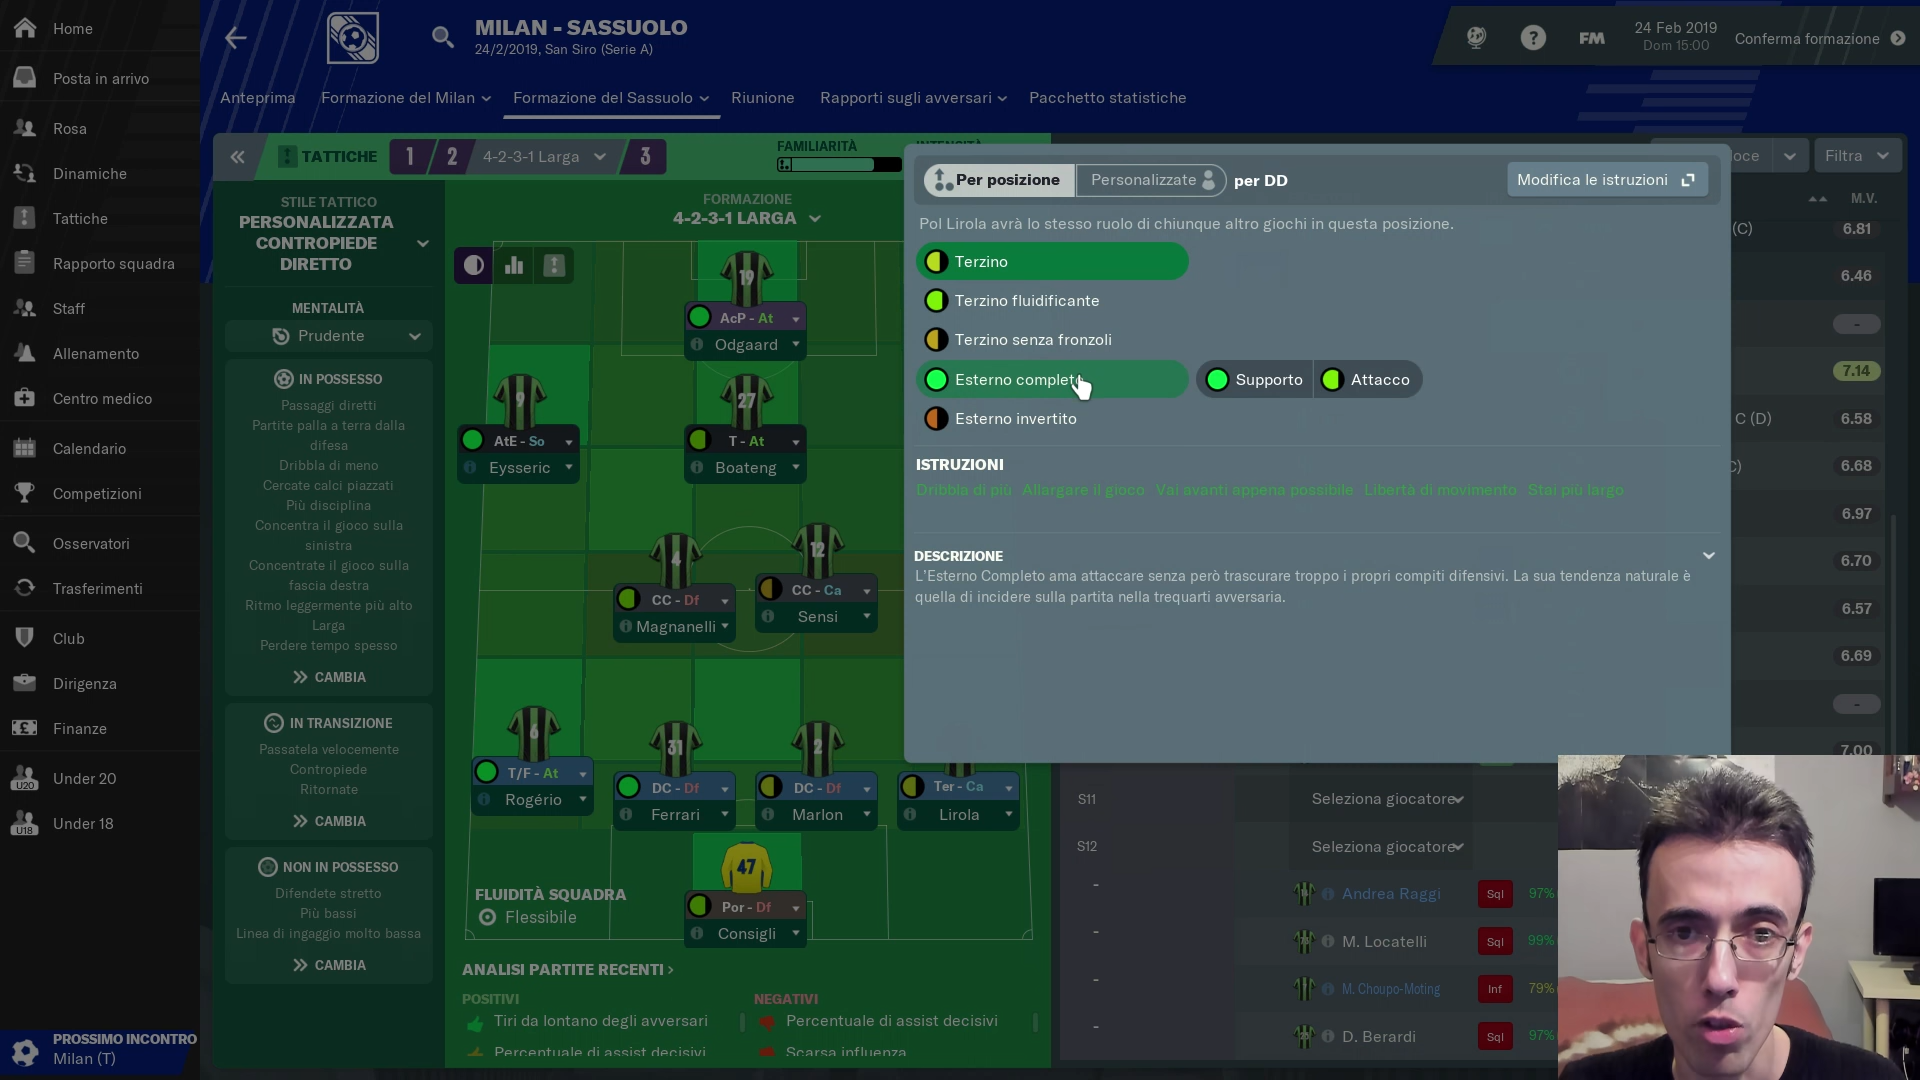 Home
Posta in arrivo
Rosa
Dinamiche
Tattiche
Rapporto squadra
Staff
Allenamento
Centro medico
Calendario
Competizioni
Osservatori
Trasferimenti
Club
Dirigenza
Finanze
U20
Under 20
U18
Under 18
PROSSIMO INCONTRO
Milan (T)
MILAN - SASSUOLO
24/2/2019, San Siro (Serie A)
?
FM
24 Feb 2019
Dom 15:00
Conferma formazione
Anteprima
Formazione del Milan
Formazione del Sassuolo
Riunione
Rapporti sugli avversari
Pacchetto statistiche
TATTICHE
1
2
4-2-3-1 Larga
3
FAMILIARITÀ
Filtra
STILE TATTICO
PERSONALIZZATA
CONTROPIEDE
DIRETTO
MENTALITÀ
Prudente
IN POSSESSO
Passaggi diretti
Partite palla a terra dalla
difesa
Dribbla di meno
Cercate calci piazzati
Più disciplina
Concentra il gioco sulla
sinistra
Concentrate il gioco sulla
fascia destra
Ritmo leggermente più alto
Larga
Perdere tempo spesso
CAMBIA
IN TRANSIZIONE
Passatela velocemente
Contropiede
Ritornate
CAMBIA
NON IN POSSESSO
Difendete stretto
Più bassi
Linea di ingaggio molto bassa
CAMBIA
FORMAZIONE
4-2-3-1 LARGA
19
AcP - At
Odgaard
9
AtE - So
Eysseric
27
T - At
Boateng
4
CC - Df
Magnanelli
12
CC - Ca
Sensi
6
T/F - At
Rogério
31
DC - Df
Ferrari
2
DC - Df
Marlon
Ter - Ca
Lirola
47
Por - Df
Consigli
FLUIDITÀ SQUADRA
Flessibile
ANALISI PARTITE RECENTI >
POSITIVI
Tiri da lontano degli avversari
Percentuale di assist decisivi
NEGATIVI
Percentuale di assist decisivi
Scarsa influenza
Per posizione
Personalizzate
per DD
Modifica le istruzioni
Pol Lirola avrà lo stesso ruolo di chiunque altro giochi in questa posizione.
Terzino
Terzino fluidificante
Terzino senza fronzoli
Esterno completo
Supporto
Attacco
Esterno invertito
ISTRUZIONI
Dribbla di più Allargare il gioco Vai avanti appena possibile Libertà di movimento Stai più largo
DESCRIZIONE
L'Esterno Completo ama attaccare senza però trascurare troppo i propri compiti difensivi. La sua tendenza naturale è
quella di incidere sulla partita nella trequarti avversaria.
M.V.
(C)
6.81
6.46
-
7.14
C (D)
6.58
6.68
6.97
6.70
6.57
6.69
-
7.00
S11
Seleziona giocatore
S12
Seleziona giocatore
-
Andrea Raggi
Sql
97%
-
M. Locatelli
Sql
99%
-
M. Choupo-Moting
Inf
79%
-
D. Berardi
Sql
97%